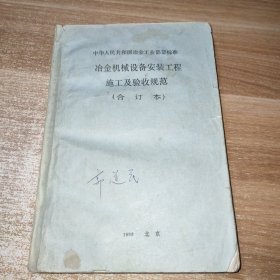 中华人民共和国冶金工业部部标准
冶金机械设备安装工程
施工及验收规范
(合订本)
北京